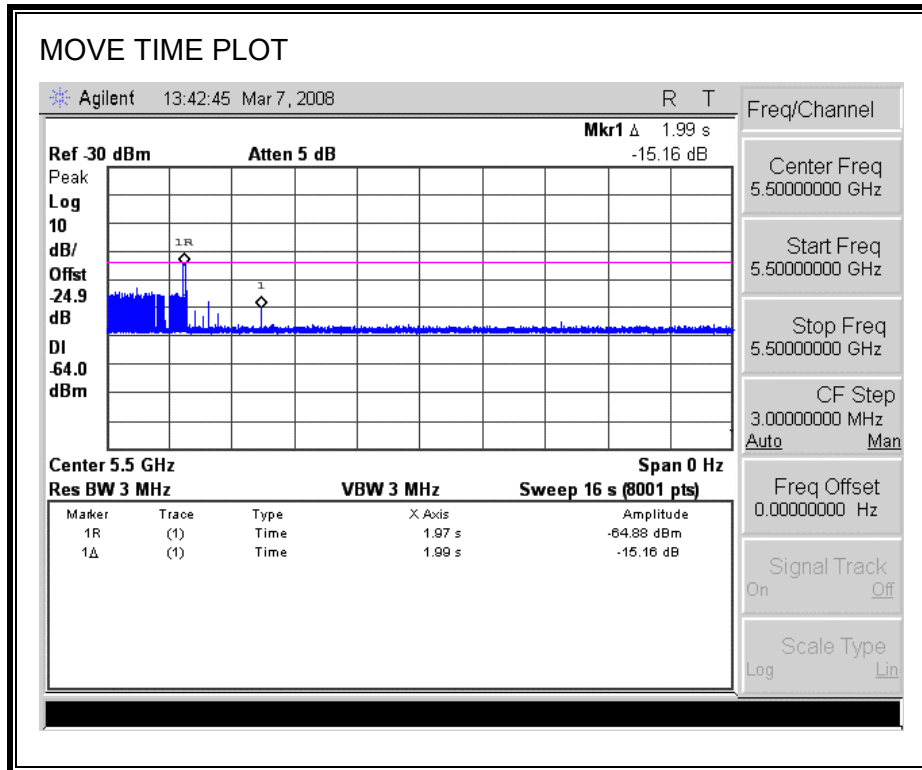 MOVE TIME PLOT
Agilent 13:42:45 Mar 7, 2008 R T
Mkr1 Δ 1.99 s
Ref -30 dBm Atten 5 dB -15.16 dB
Peak
Log
10
dB/
Offst
-24.9
dB
DI
-64.0
dBm
1R
1
Center 5.5 GHz Span 0 Hz
Res BW 3 MHz VBW 3 MHz Sweep 16 s (8001 pts)
Marker Trace Type X Axis Amplitude
1R (1) Time 1.97 s -64.88 dBm
1Δ (1) Time 1.99 s -15.16 dB
Freq/Channel
Center Freq
5.50000000 GHz
Start Freq
5.50000000 GHz
Stop Freq
5.50000000 GHz
CF Step
3.00000000 MHz
Auto Man
Freq Offset
0.00000000 Hz
Signal Track
On Off
Scale Type
Log Lin